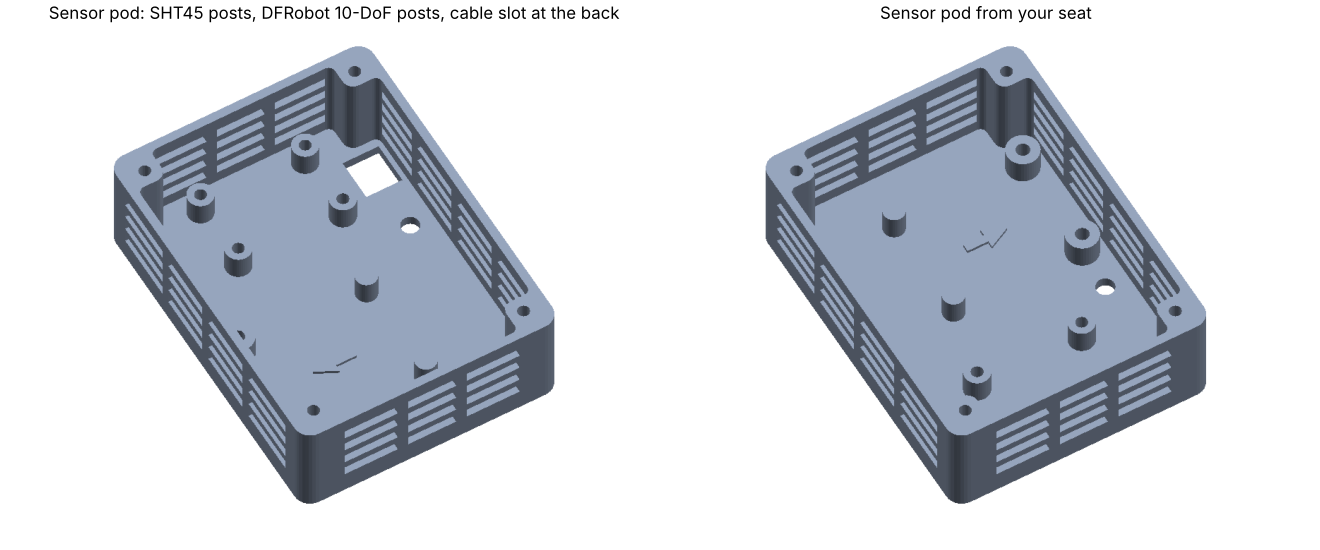 Sensor pod: SHT45 posts, DFRobot 10-DoF posts, cable slot at the back
Sensor pod from your seat